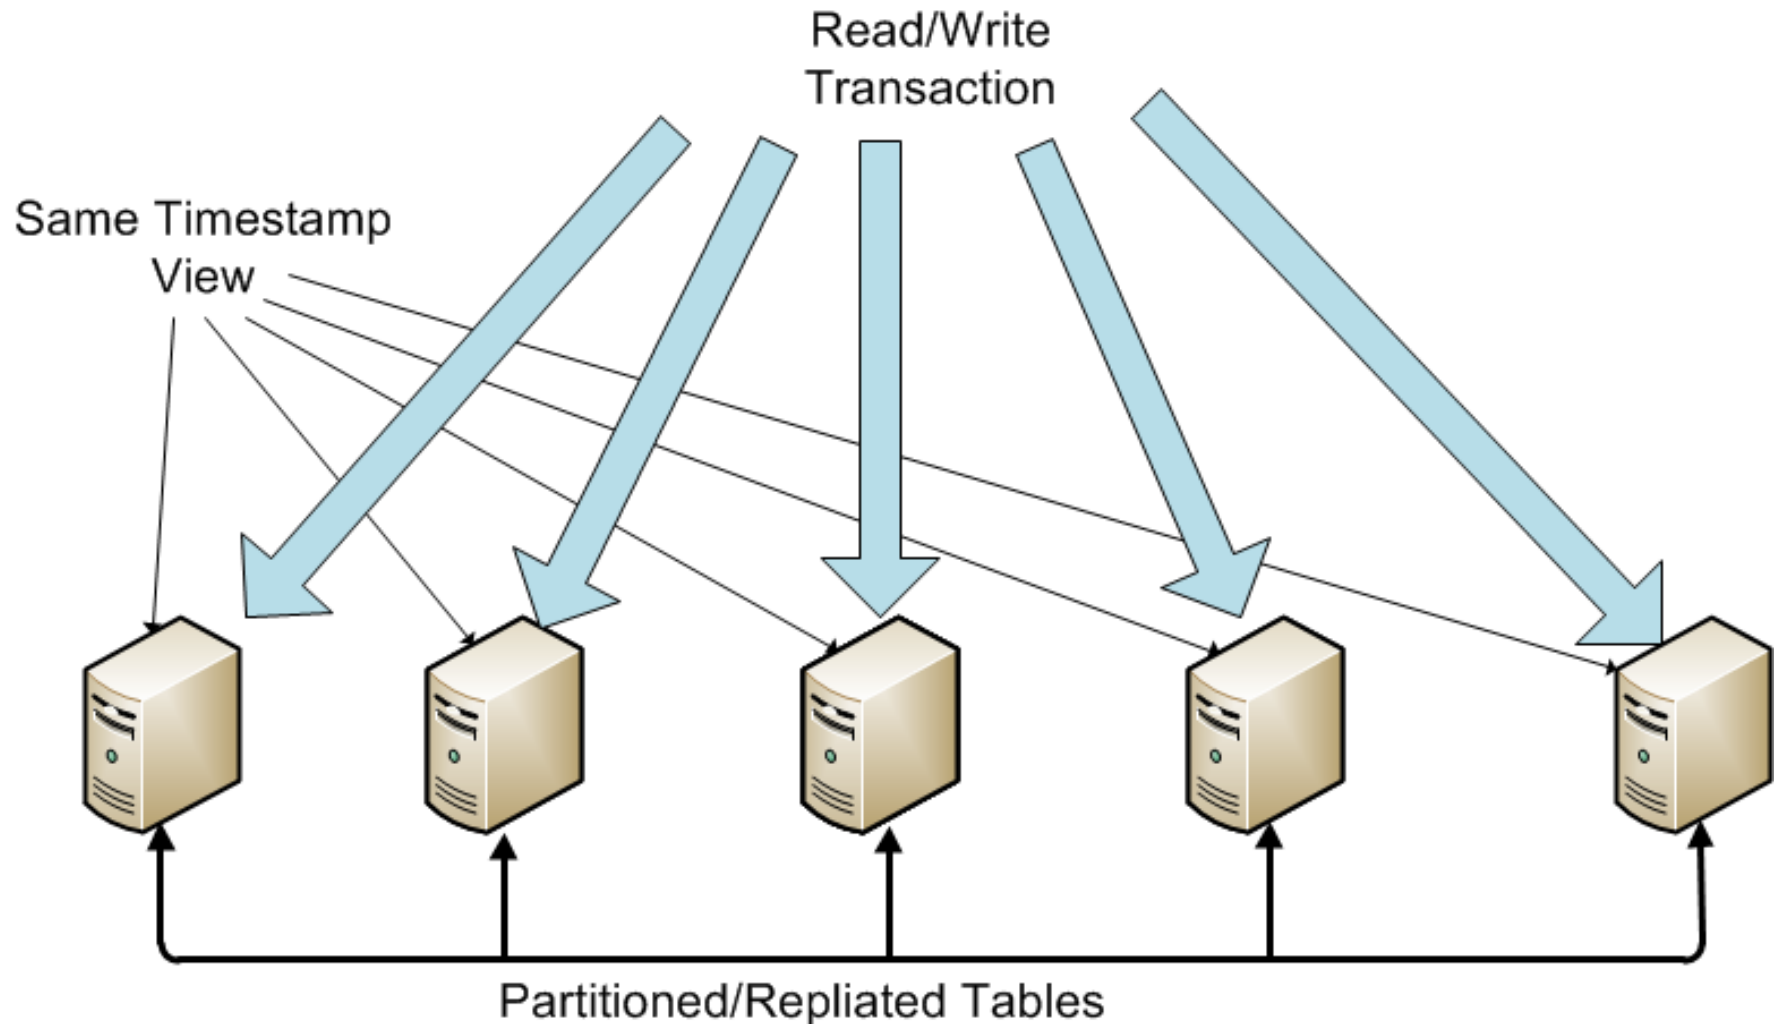 Read/Write
Transaction
Same Timestamp
View
Partitioned/Repliated Tables